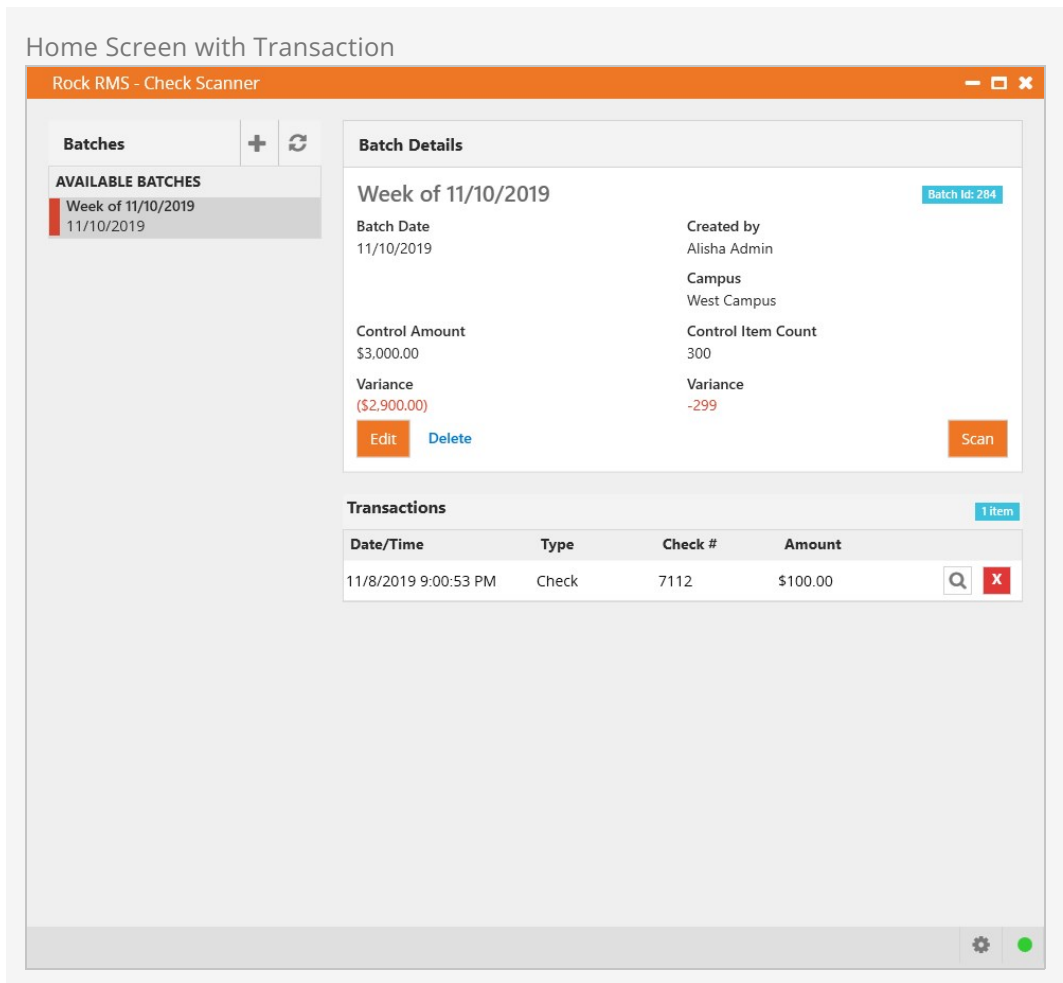 Home Screen with Transaction
Rock RMS - Check Scanner
Batches
AVAILABLE BATCHES
Week of 11/10/2019
11/10/2019
Batch Details
Week of 11/10/2019
Batch Id: 284
Batch Date
Created by
11/10/2019
Alisha Admin
Campus
West Campus
Control Amount
Control Item Count
$3,000.00
300
Variance
Variance
($2,900.00)
-299
Edit
Delete
Scan
Transactions
1 item
Date/Time Type Check # Amount
11/8/2019 9:00:53 PM Check 7112 $100.00 X